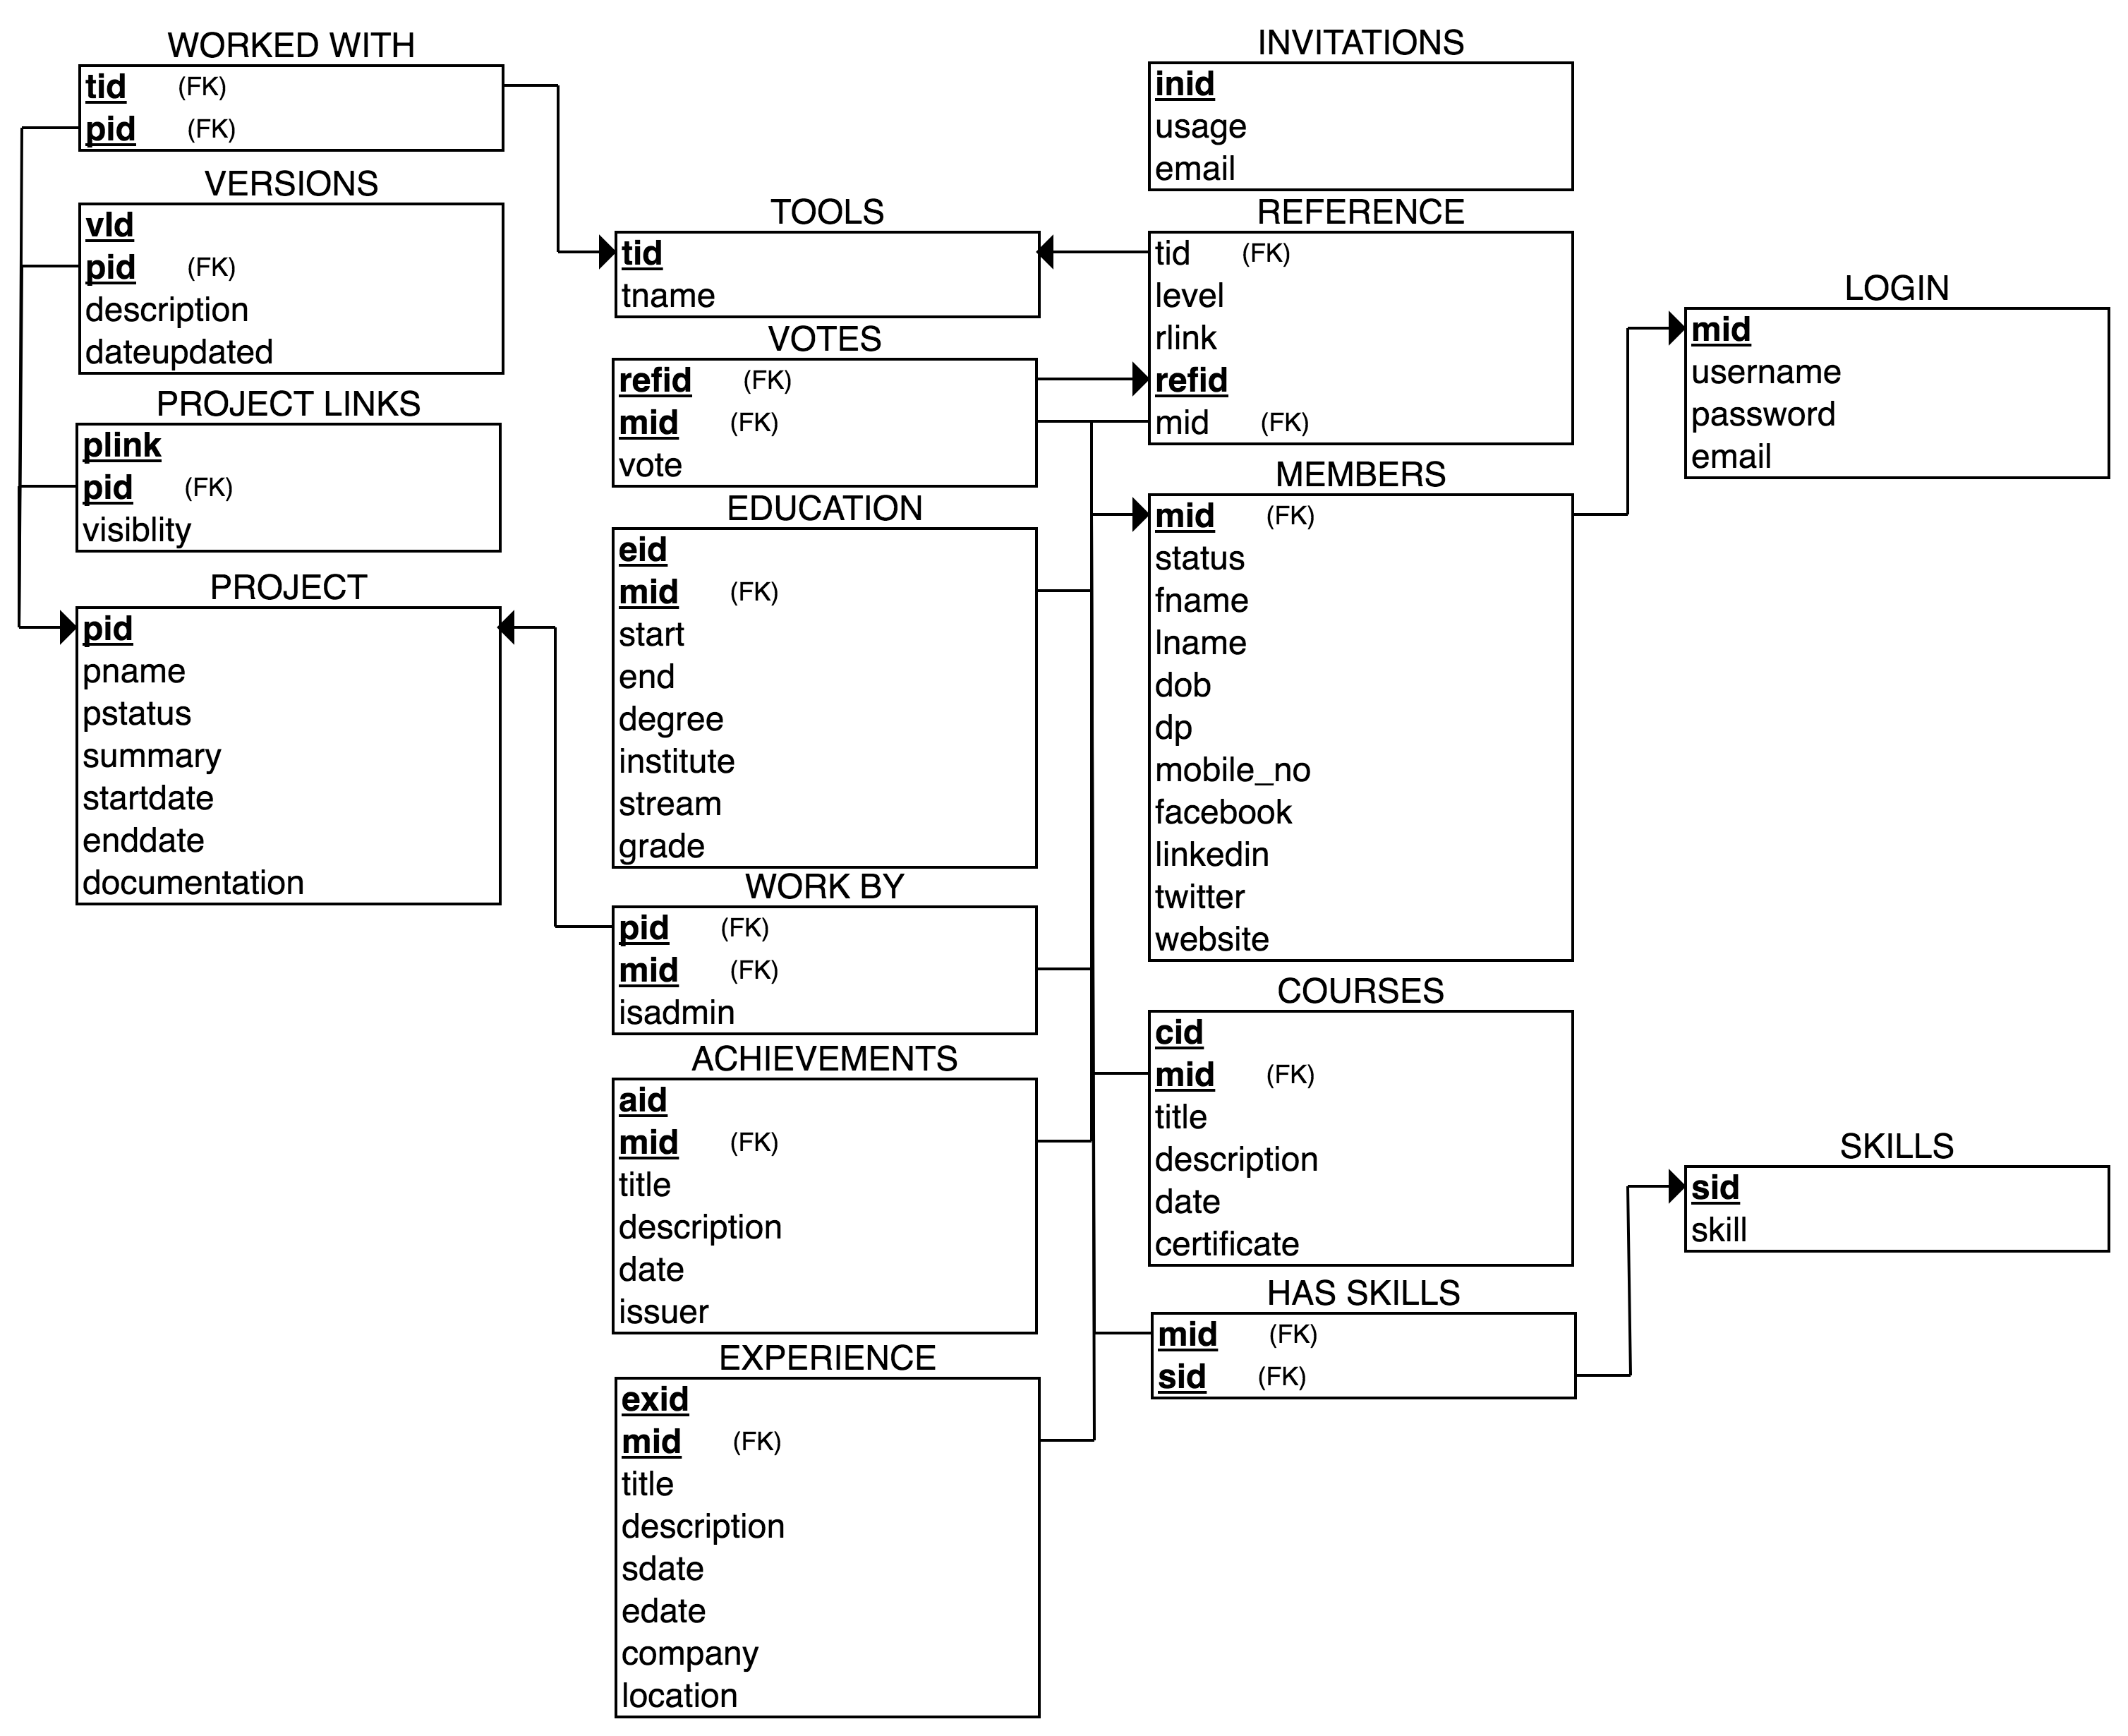 WORKED WITH
tid (FK)
pid (FK)
VERSIONS
vId
pid (FK)
description
dateupdated
PROJECT LINKS
plink
pid (FK)
visiblity
PROJECT
pid
pname
pstatus
summary
startdate
enddate
documentation
TOOLS
tid
tname
VOTES
refid (FK)
mid (FK)
vote
EDUCATION
eid
mid (FK)
start
end
degree
institute
stream
grade
WORK BY
pid (FK)
mid (FK)
isadmin
ACHIEVEMENTS
aid
mid (FK)
title
description
date
issuer
EXPERIENCE
exid
mid (FK)
title
description
sdate
edate
company
location
INVITATIONS
inid
usage
email
REFERENCE
tid (FK)
level
rlink
refid
mid (FK)
MEMBERS
mid (FK)
status
fname
lname
dob
dp
mobile_no
facebook
linkedin
twitter
website
COURSES
cid
mid (FK)
title
description
date
certificate
HAS SKILLS
mid (FK)
sid (FK)
LOGIN
mid
username
password
email
SKILLS
sid
skill